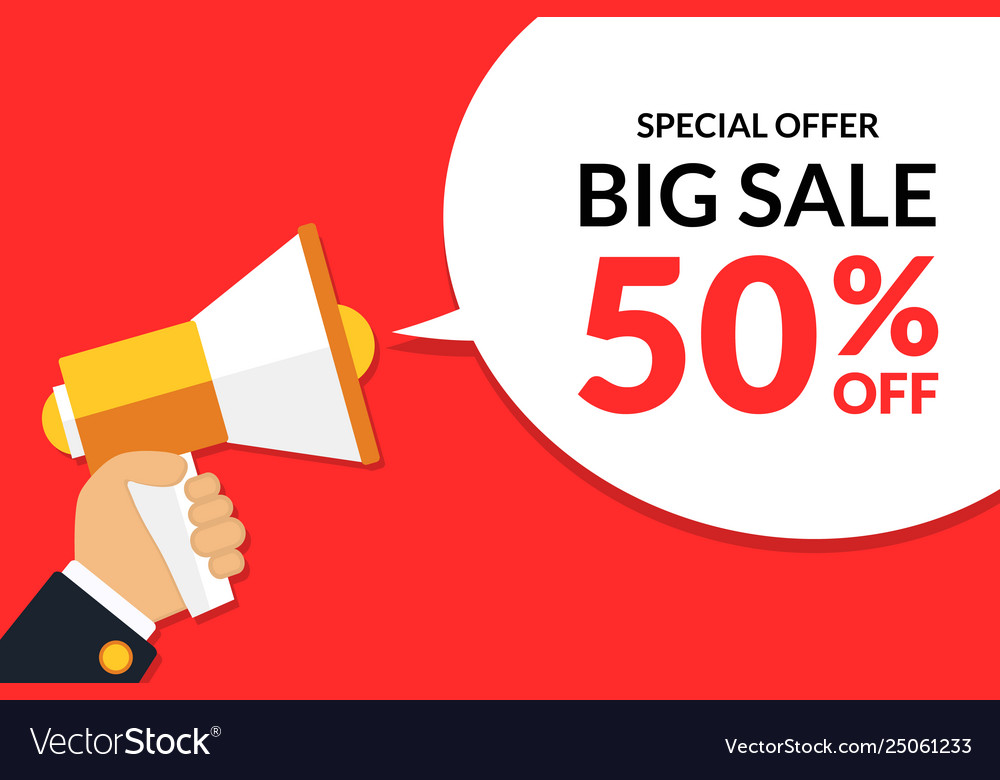 SPECIAL OFFER
BIG SALE
50%
OFF
VectorStock®
VectorStock.com/25061233